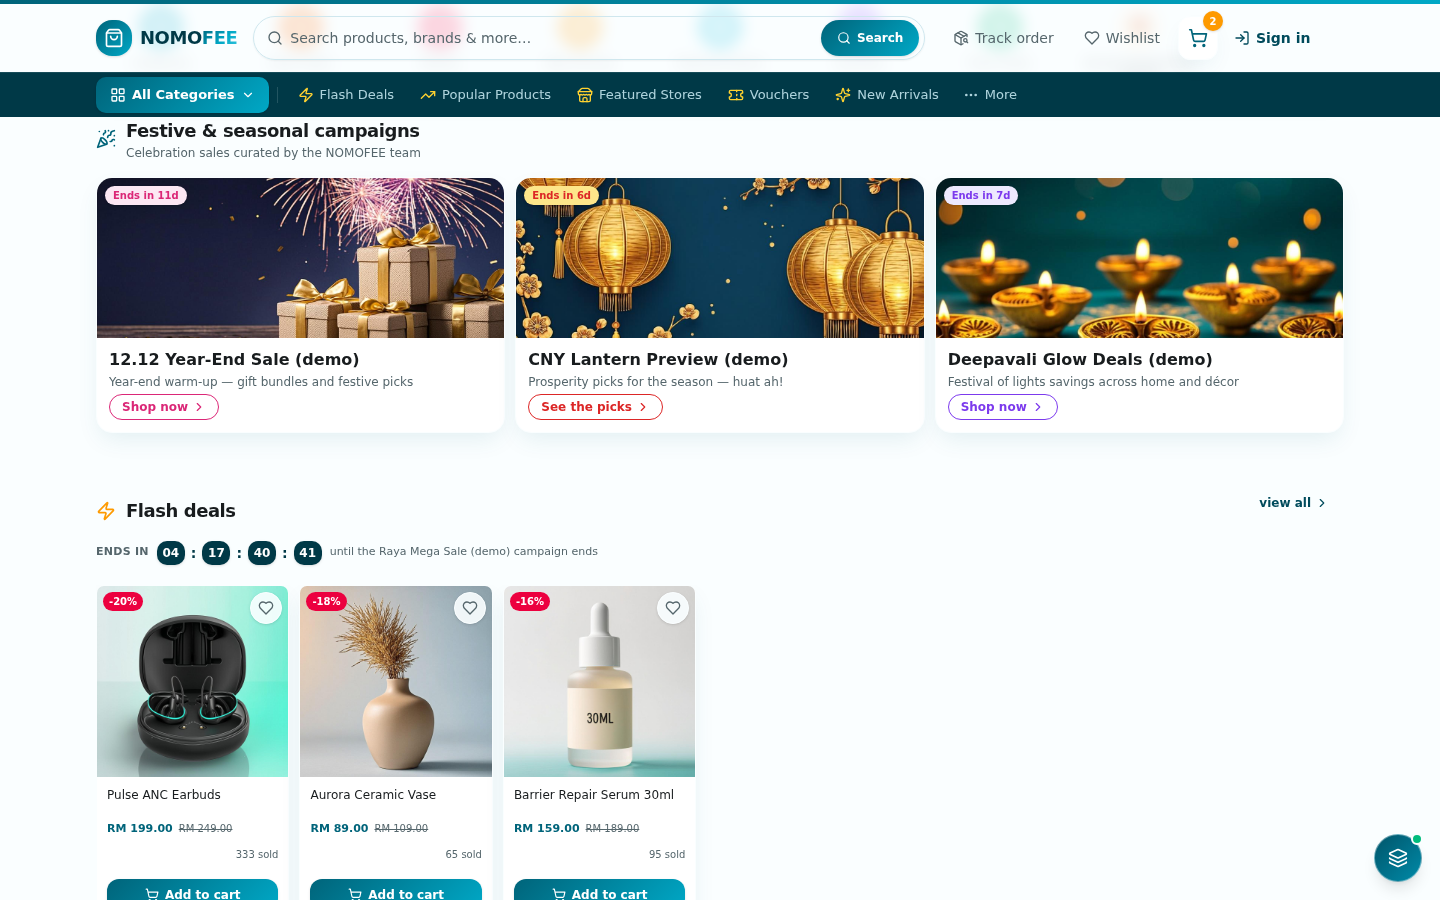 NOMOFEE
Search products, brands & more...
Search
Track order
Wishlist
2
Sign in
All Categories
Flash Deals
Popular Products
Featured Stores
Vouchers
New Arrivals
More
Festive & seasonal campaigns
Celebration sales curated by the NOMOFEE team
Ends in 11d
Ends in 6d
Ends in 7d
12.12 Year-End Sale (demo)
Year-end warm-up — gift bundles and festive picks
Shop now
CNY Lantern Preview (demo)
Prosperity picks for the season — huat ah!
See the picks
Deepavali Glow Deals (demo)
Festival of lights savings across home and décor
Shop now
Flash deals
view all
ENDS IN 04 : 17 : 40 : 41 until the Raya Mega Sale (demo) campaign ends
-20%
-18%
-16%
30ML
Pulse ANC Earbuds
RM 199.00 RM 249.00
333 sold
Add to cart
Aurora Ceramic Vase
RM 89.00 RM 109.00
65 sold
Add to cart
Barrier Repair Serum 30ml
RM 159.00 RM 189.00
95 sold
Add to cart